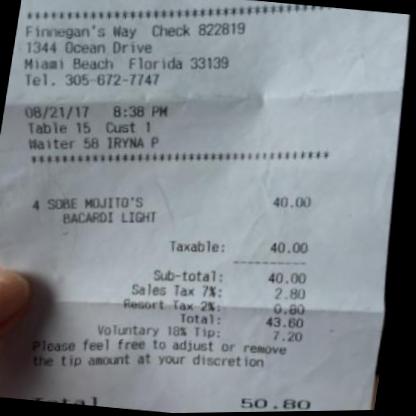 ********************************
Finnegan's Way Check 822819
1344 Ocean Drive
Miami Beach Florida 33139
Tel. 305-672-7747
08/21/17 8:38 PM
Table 15 Cust 1
Waiter 58 IRYNA P
********************************
4 SOBE MOJITO'S 40.00
BACARDI LIGHT
Taxable: 40.00
----------
Sub-total: 40.00
Sales Tax 7%: 2.80
Resort Tax 2%: 0.80
Total: 43.60
Voluntary 18% Tip: 7.20
Please feel free to adjust or remove
the tip amount at your discretion
Total 50.80